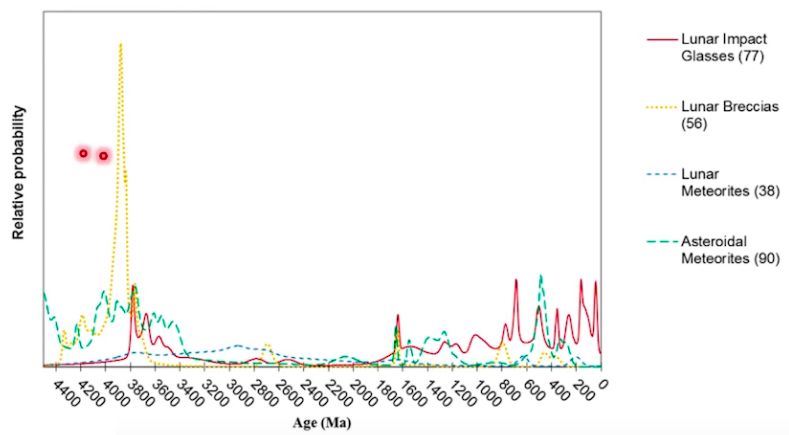 Relative probability
4400 4200 4000 3800 3600 3400 3200 3000 2800 2600 2400 2200 2000 1800 1600 1400 1200 1000 800 600 400 200 0
Age (Ma)
Lunar Impact
Glasses (77)
Lunar Breccias
(56)
Lunar
Meteorites (38)
Asteroidal
Meteorites (90)